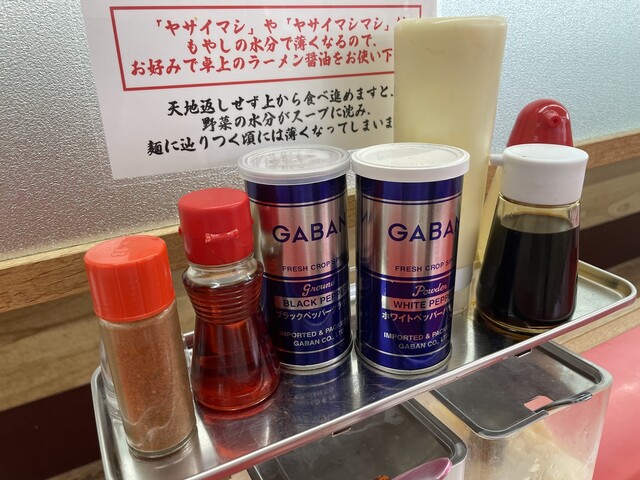 「ヤサイマシ」や「ヤサイマシマシ」
もやしの水分で薄くなるので、
お好みで卓上のラーメン醤油をお使い下
天地返しせず上から食べ進めますと、
野菜の水分がスープに沈み、
麺に辿りつく頃には薄くなってしまいま
GABAN
FRESH CROP
Ground
BLACK PEP
ブラックペッパー
IMPORTED & PACKE
GABAN CO.,
GABAN
FRESH CROP
Powder
WHITE PEPP
ホワイトペッパー
IMPORTED & PACK
GABAN CO., L